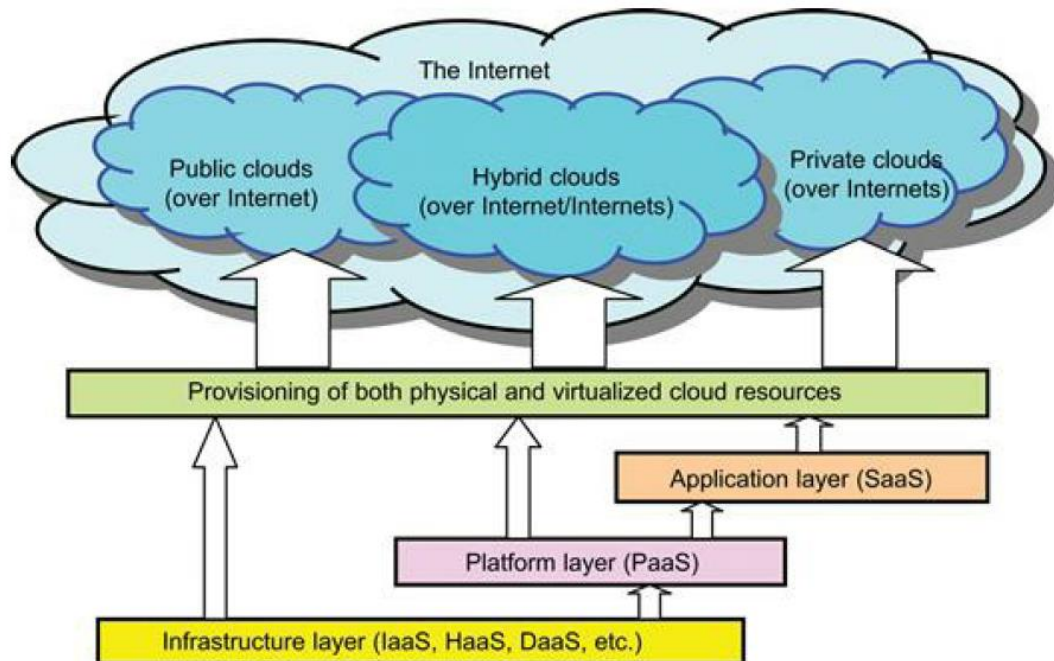 The Internet
Public clouds
(over Internet)
Hybrid clouds
(over Internet/Internets)
Private clouds
(over Internets)
Provisioning of both physical and virtualized cloud resources
Application layer (SaaS)
Platform layer (PaaS)
Infrastructure layer (IaaS, HaaS, DaaS, etc.)